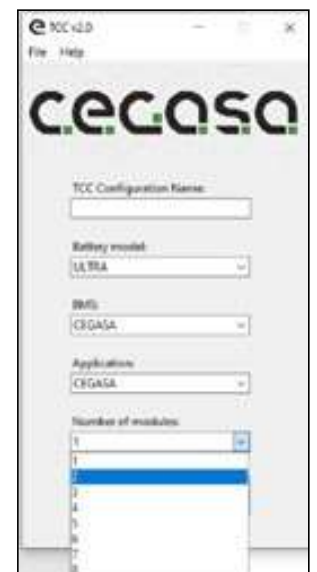 TCC v2.0
File Help
cegasa
TCC Configuration Name:
Battery model:
ULTRA
BMS:
CEGASA
Application:
CEGASA
Number of modules:
1
1
2
3
4
5
6
7
8